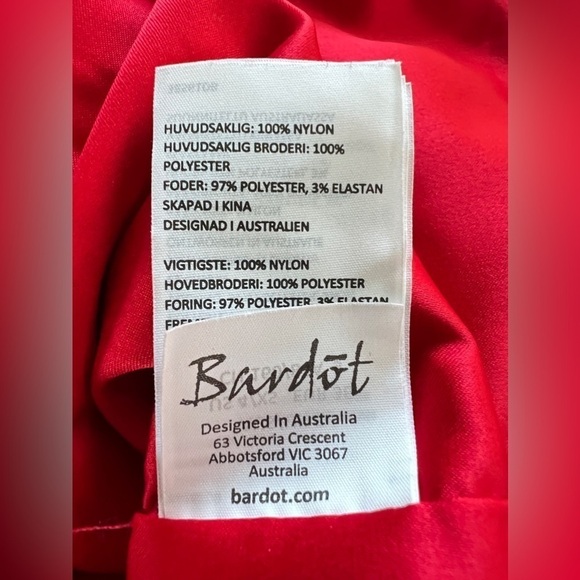 HUVUDSAKLIG: 100% NYLON
HUVUDSAKLIG BRODERI: 100%
POLYESTER
FODER: 97% POLYESTER, 3% ELASTAN
SKAPAD I KINA
DESIGNAD I AUSTRALIEN
VIGTIGSTE: 100% NYLON
HOVEDBRODERI: 100% POLYESTER
FORING: 97% POLYESTER, 3% ELASTAN
Bardōt
Designed In Australia
63 Victoria Crescent
Abbotsford VIC 3067
Australia
bardot.com